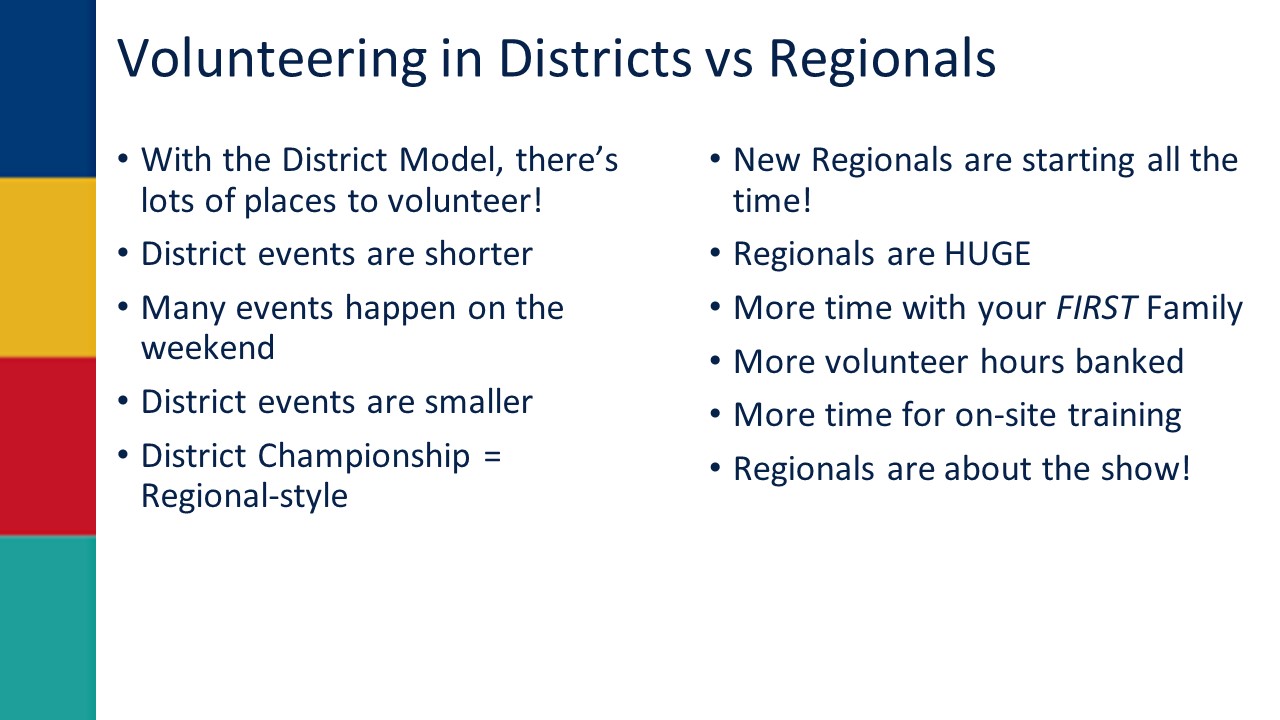 Volunteering in Districts vs Regionals
• With the District Model, there’s
lots of places to volunteer!
• District events are shorter
• Many events happen on the
weekend
• District events are smaller
• District Championship =
Regional-style
• New Regionals are starting all the
time!
• Regionals are HUGE
• More time with your FIRST Family
• More volunteer hours banked
• More time for on-site training
• Regionals are about the show!